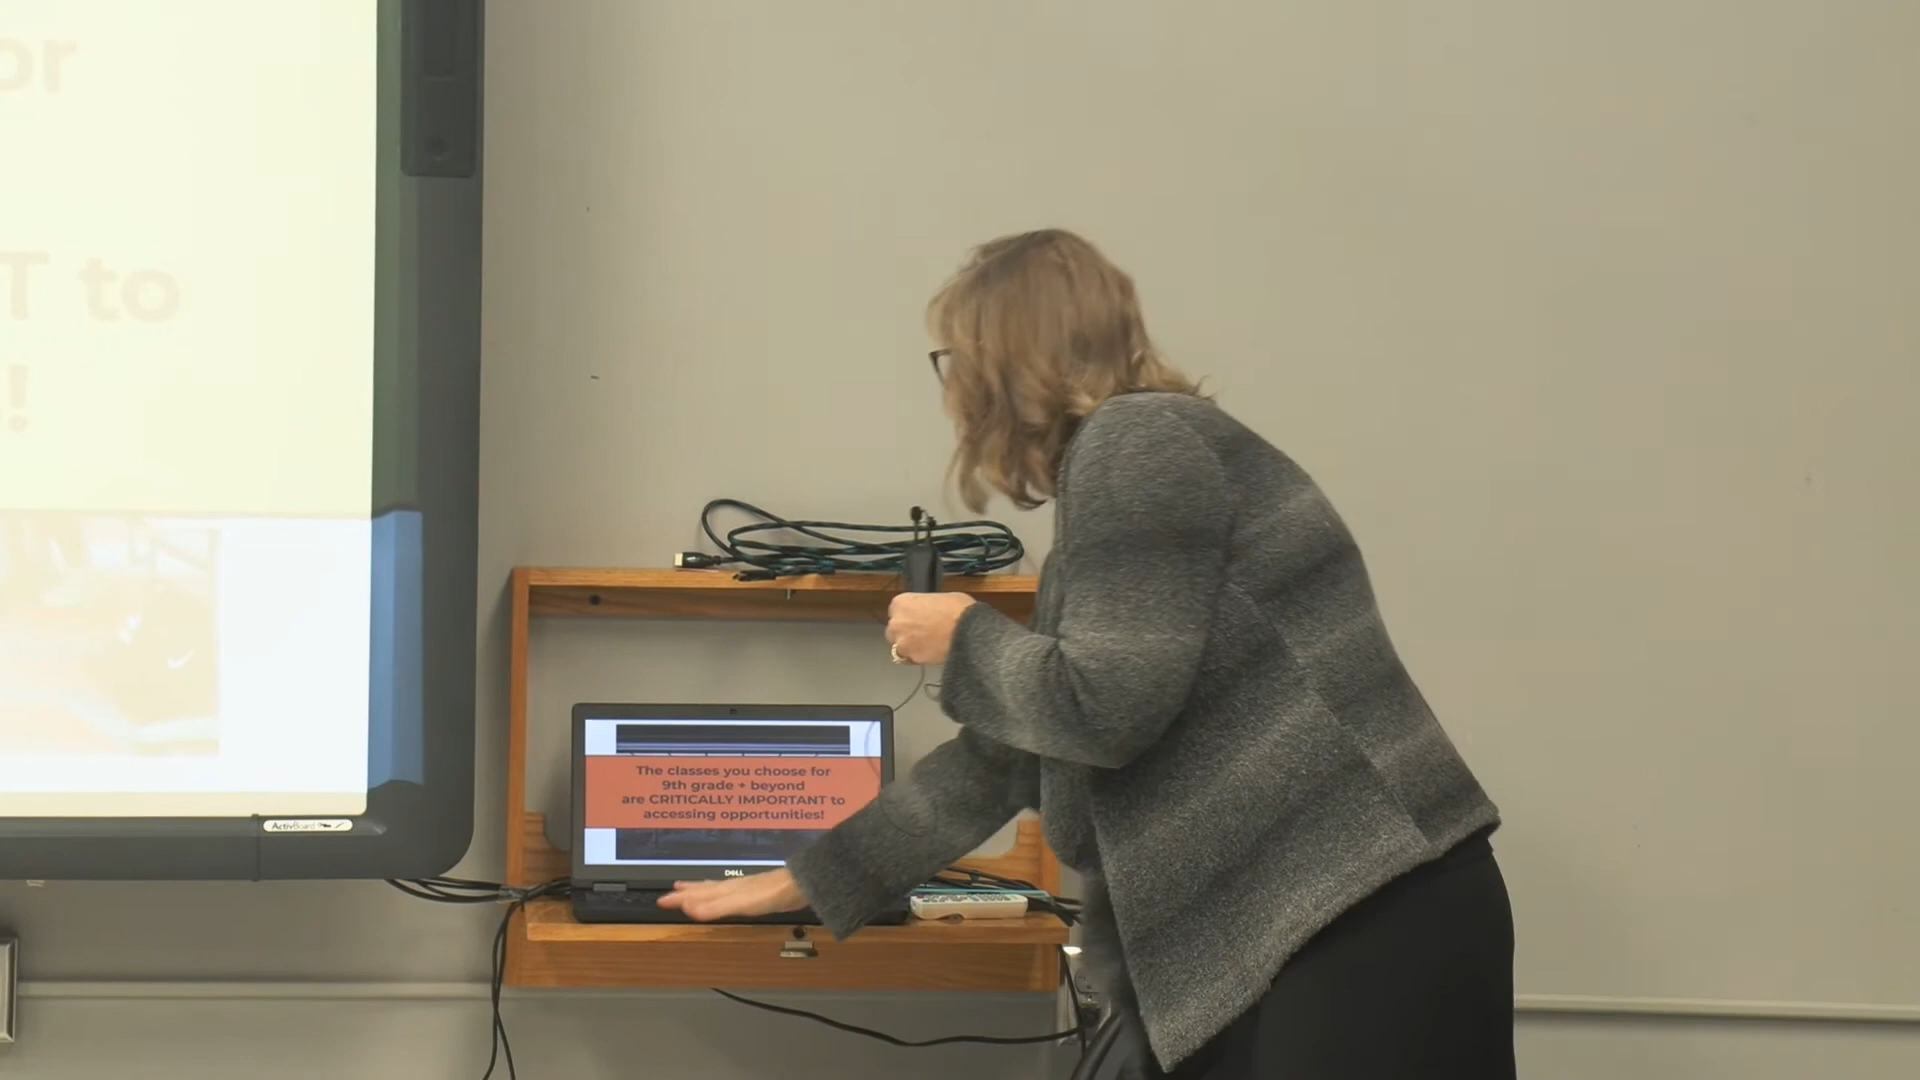 or
T to
!
ActivBoard
The classes you choose for
9th grade + beyond
are CRITICALLY IMPORTANT to
accessing opportunities!
DELL